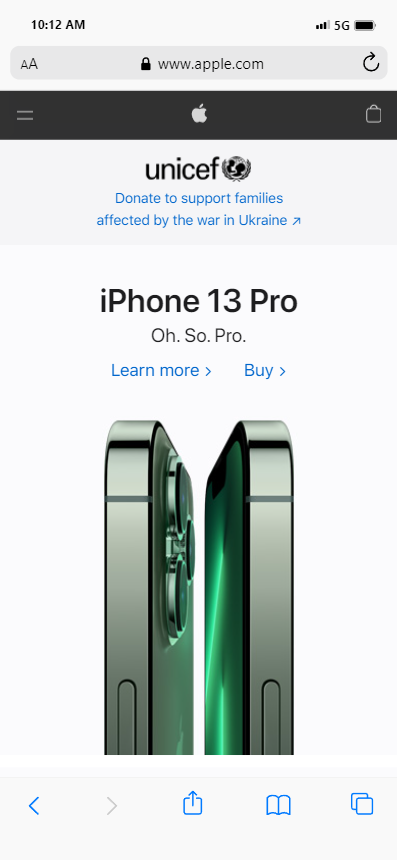 10:12 AM
5G
AA
www.apple.com
unicef
Donate to support families
affected by the war in Ukraine ↗
iPhone 13 Pro
Oh. So. Pro.
Learn more >
Buy >